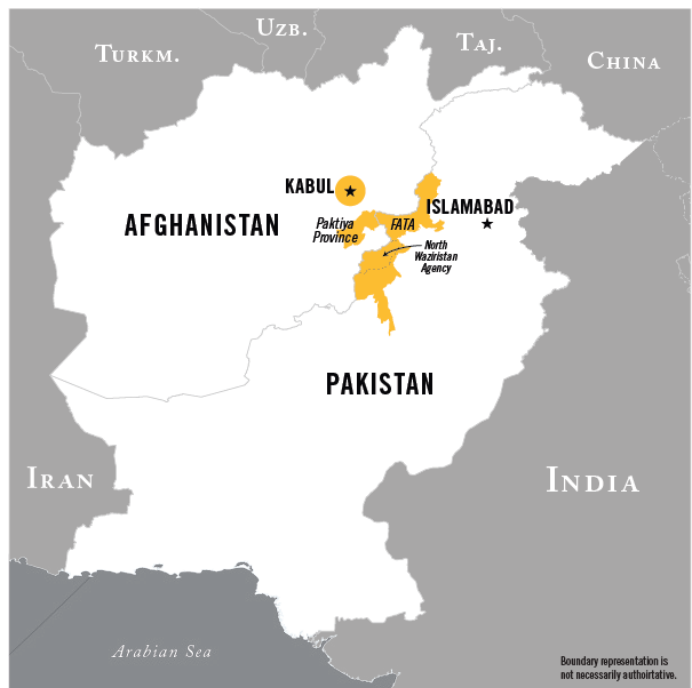 UZB.
TURKM.
TAJ.
CHINA
KABUL
ISLAMABAD
AFGHANISTAN
Paktiya
Province
FATA
North
Waziristan
Agency
PAKISTAN
IRAN
INDIA
Arabian Sea
Boundary representation is
not necessarily authoirtative.